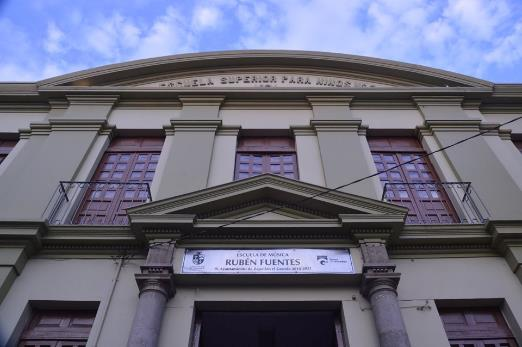 ESCUELA SUPERIOR PARA NIÑOS
ESCUELA DE MÚSICA
RUBÉN FUENTES
H. Ayuntamiento de Zapotlán el Grande